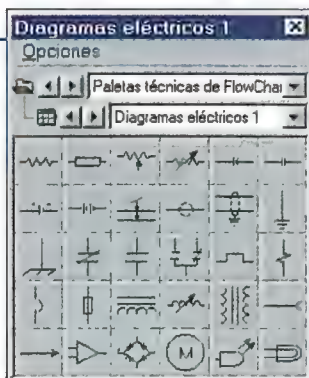 Diagramas eléctricos 1
Opciones
Paletas técnicas de FlowChar
Diagramas eléctricos 1
M